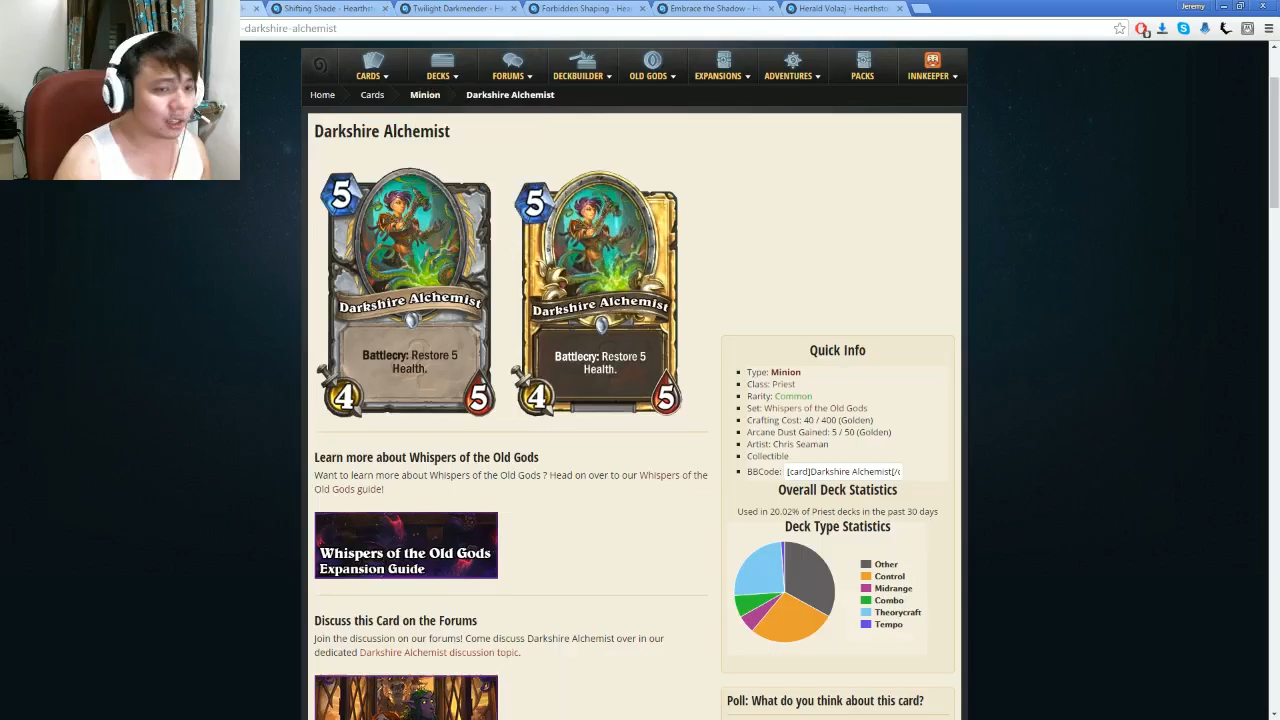 Shifting Shade - Hearthst
Twilight Darkmender - H
Forbidden Shaping - Hea
Embrace the Shadow - H
Herald Volazj - Hearthsto
Jeremy
-darkshire-alchemist
CARDS
DECKS
FORUMS
DECKBUILDER
OLD GODS
EXPANSIONS
ADVENTURES
PACKS
INNKEEPER
Home
Cards
Minion
Darkshire Alchemist
Darkshire Alchemist
5
Darkshire Alchemist
Battlecry: Restore 5
Health.
4
5
5
Darkshire Alchemist
Battlecry: Restore 5
Health.
4
5
Quick Info
Type: Minion
Class: Priest
Rarity: Common
Set: Whispers of the Old Gods
Crafting Cost: 40 / 400 (Golden)
Arcane Dust Gained: 5 / 50 (Golden)
Artist: Chris Seaman
Collectible
BBCode: [card]Darkshire Alchemist[/c
Overall Deck Statistics
Used in 20.02% of Priest decks in the past 30 days
Deck Type Statistics
Other
Control
Midrange
Combo
Theorycraft
Tempo
Poll: What do you think about this card?
Learn more about Whispers of the Old Gods
Want to learn more about Whispers of the Old Gods ? Head on over to our Whispers of the
Old Gods guide!
Whispers of the Old Gods
Expansion Guide
Discuss this Card on the Forums
Join the discussion on our forums! Come discuss Darkshire Alchemist over in our
dedicated Darkshire Alchemist discussion topic.